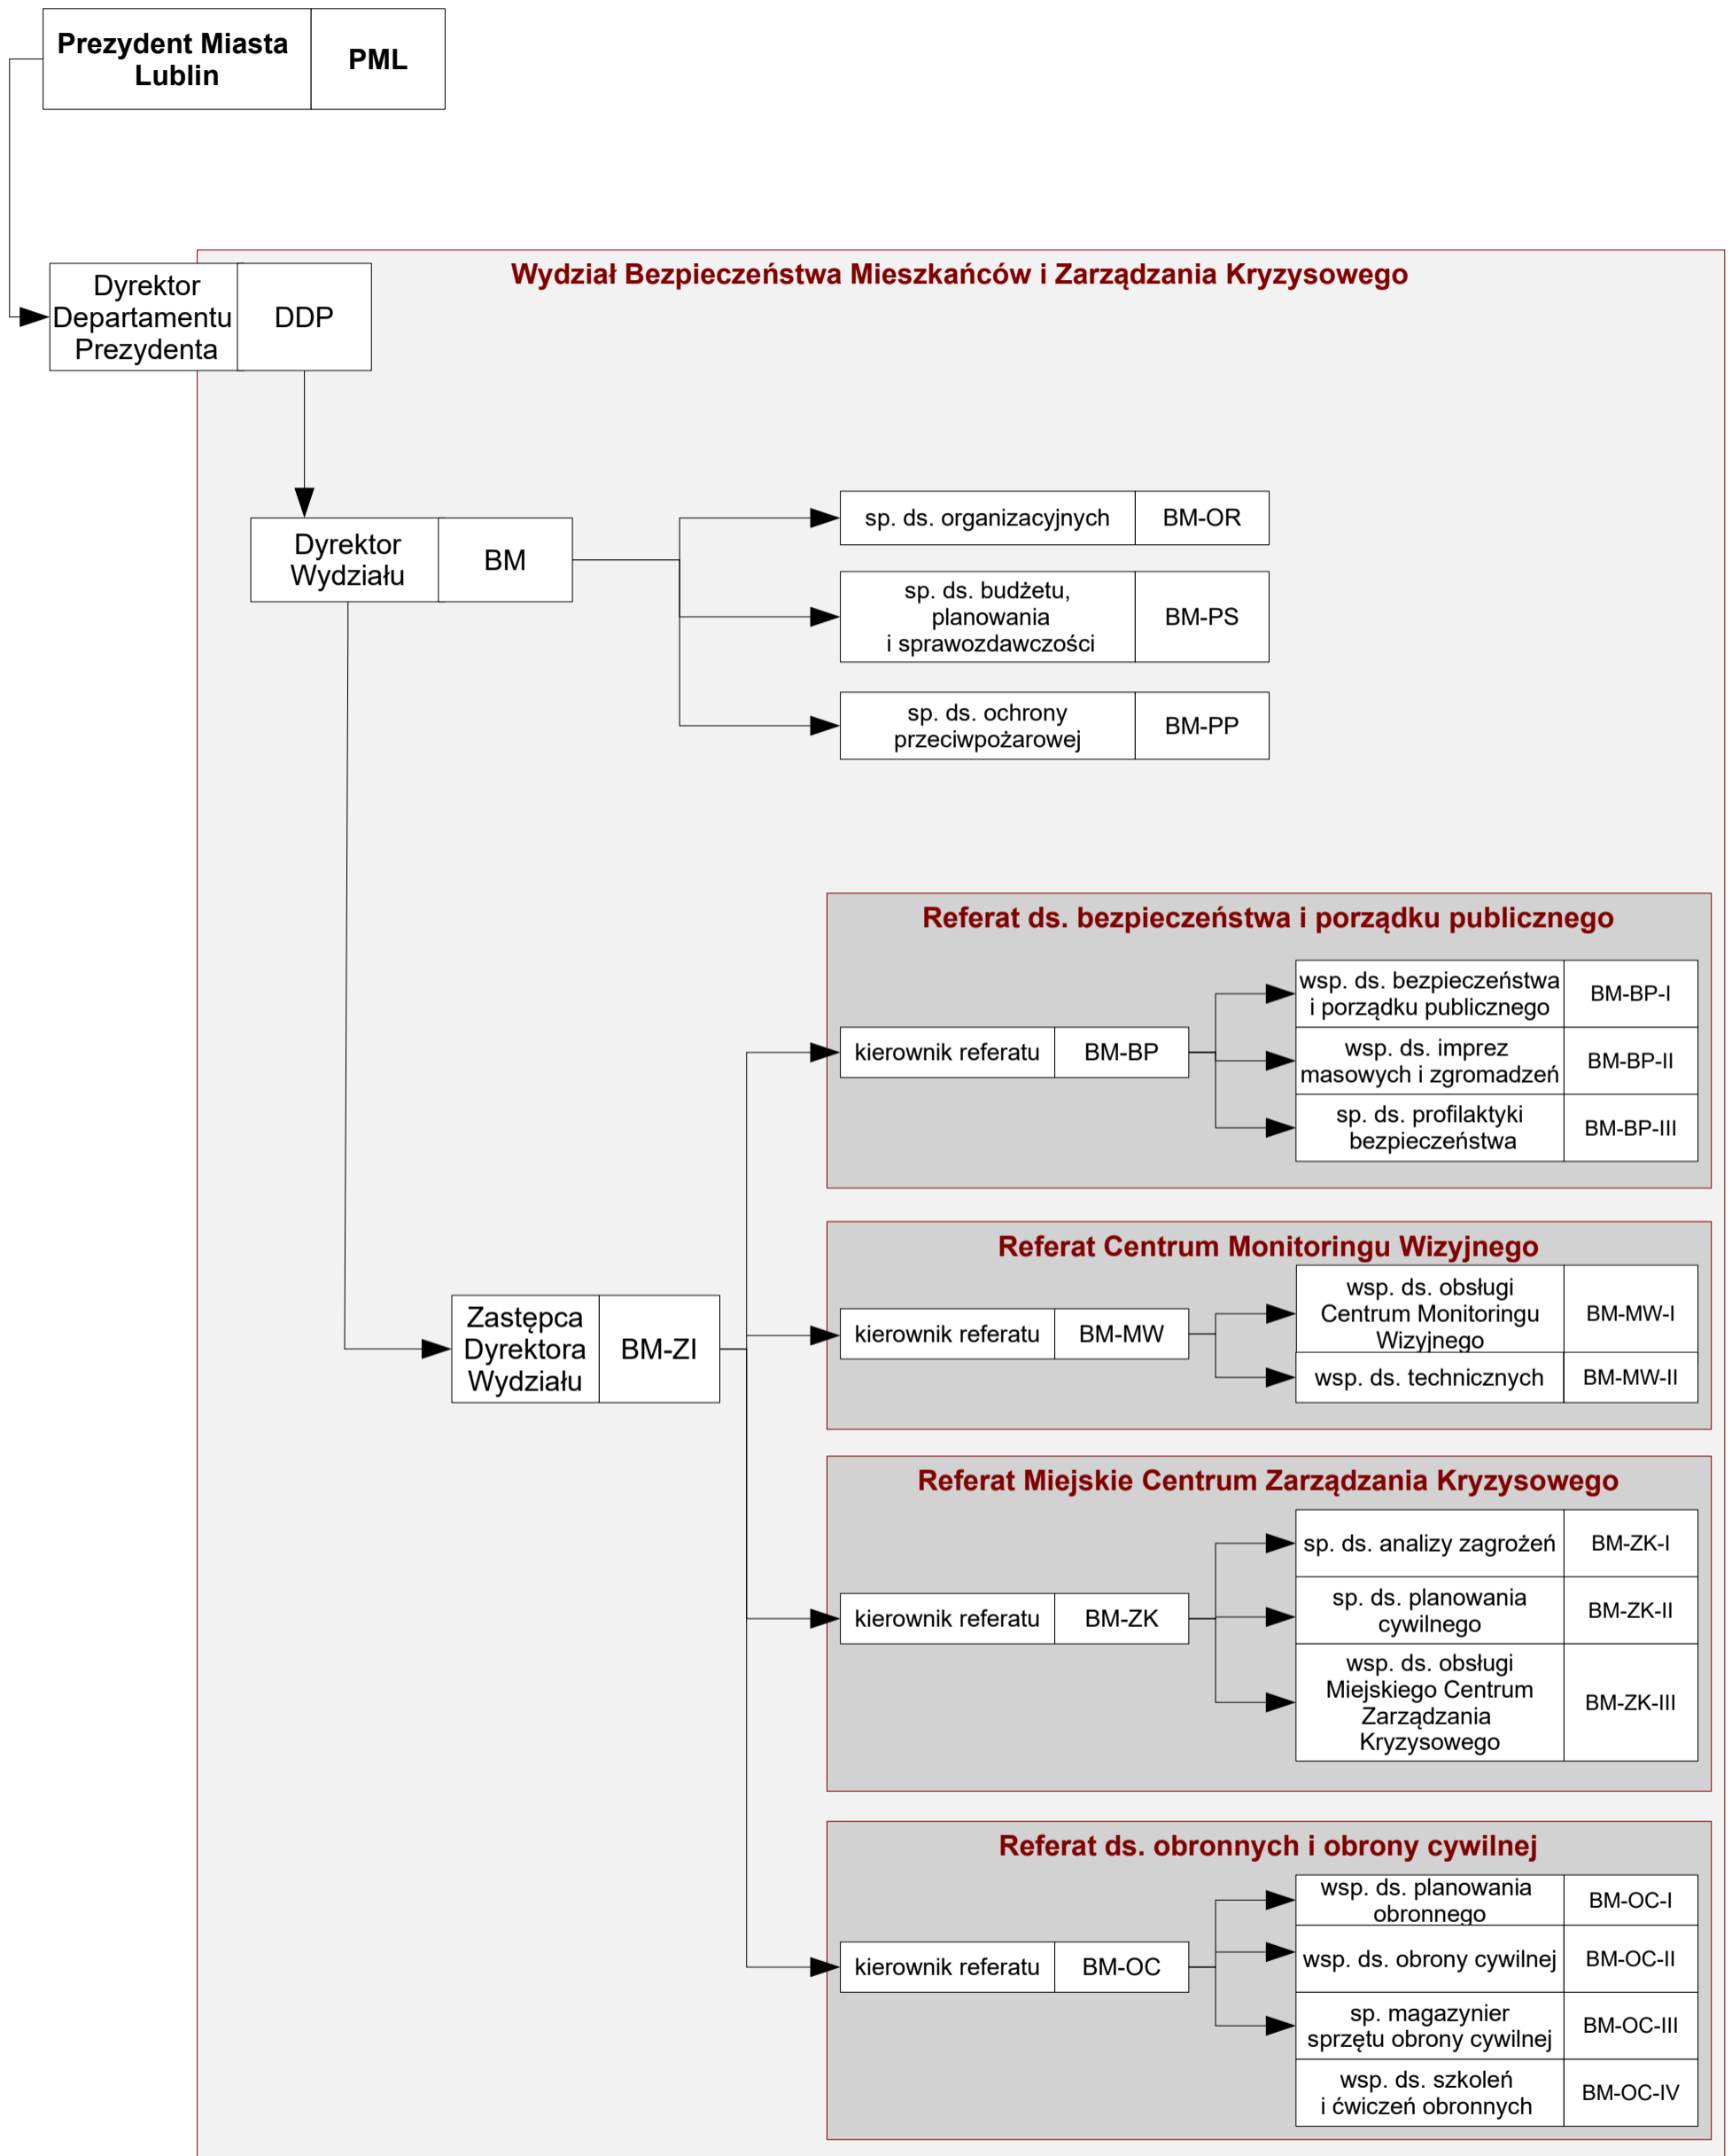 Prezydent Miasta
Lublin
PML
Wydział Bezpieczeństwa Mieszkańców i Zarządzania Kryzysowego
Dyrektor
Departamentu
Prezydenta
DDP
Dyrektor
Wydziału
BM
sp. ds. organizacyjnych
BM-OR
sp. ds. budżetu,
planowania
i sprawozdawczości
BM-PS
sp. ds. ochrony
przeciwpożarowej
BM-PP
Zastępca
Dyrektora
Wydziału
BM-ZI
Referat ds. bezpieczeństwa i porządku publicznego
kierownik referatu
BM-BP
wsp. ds. bezpieczeństwa
i porządku publicznego
BM-BP-I
wsp. ds. imprez
masowych i zgromadzeń
BM-BP-II
sp. ds. profilaktyki
bezpieczeństwa
BM-BP-III
Referat Centrum Monitoringu Wizyjnego
kierownik referatu
BM-MW
wsp. ds. obsługi
Centrum Monitoringu
Wizyjnego
BM-MW-I
wsp. ds. technicznych
BM-MW-II
Referat Miejskie Centrum Zarządzania Kryzysowego
kierownik referatu
BM-ZK
sp. ds. analizy zagrożeń
BM-ZK-I
sp. ds. planowania
cywilnego
BM-ZK-II
wsp. ds. obsługi
Miejskiego Centrum
Zarządzania
Kryzysowego
BM-ZK-III
Referat ds. obronnych i obrony cywilnej
kierownik referatu
BM-OC
wsp. ds. planowania
obronnego
BM-OC-I
wsp. ds. obrony cywilnej
BM-OC-II
sp. magazynier
sprzętu obrony cywilnej
BM-OC-III
wsp. ds. szkoleń
i ćwiczeń obronnych
BM-OC-IV